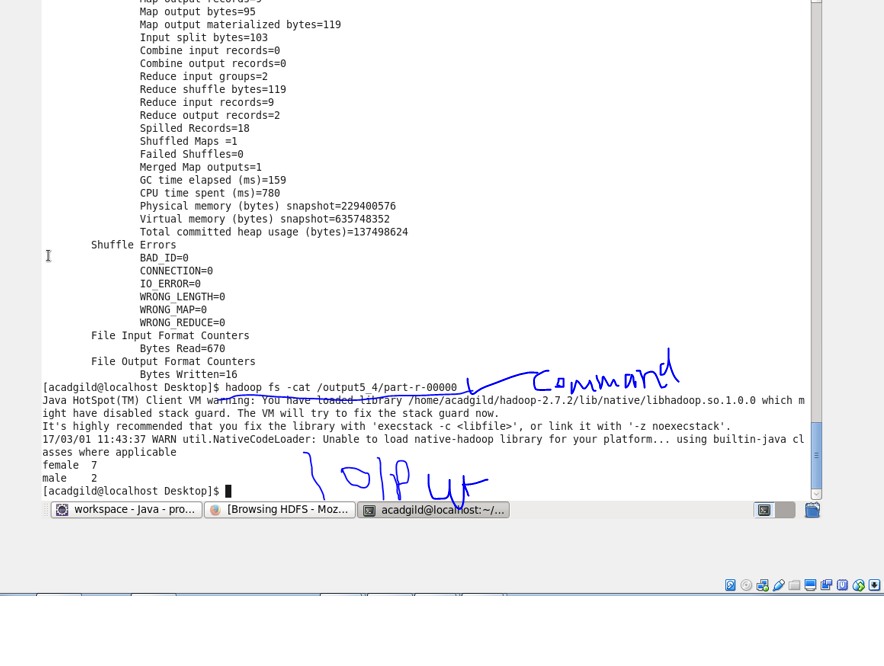 Map output bytes=95
Map output materialized bytes=119
Input split bytes=103
Combine input records=0
Combine output records=0
Reduce input groups=2
Reduce shuffle bytes=119
Reduce input records=9
Reduce output records=2
Spilled Records=18
Shuffled Maps =1
Failed Shuffles=0
Merged Map outputs=1
GC time elapsed (ms)=159
CPU time spent (ms)=780
Physical memory (bytes) snapshot=229400576
Virtual memory (bytes) snapshot=635748352
Total committed heap usage (bytes)=137498624
Shuffle Errors
BAD_ID=0
CONNECTION=0
IO_ERROR=0
WRONG_LENGTH=0
WRONG_MAP=0
WRONG_REDUCE=0
File Input Format Counters
Bytes Read=670
File Output Format Counters
Bytes Written=16
[acadgild@localhost Desktop]$ hadoop fs -cat /output5_4/part-r-00000
Command
Java HotSpot(TM) Client VM warning: You have loaded library /home/acadgild/hadoop-2.7.2/lib/native/libhadoop.so.1.0.0 which m
ight have disabled stack guard. The VM will try to fix the stack guard now.
It's highly recommended that you fix the library with 'execstack -c <libfile>', or link it with '-z noexecstack'.
17/03/01 11:43:37 WARN util.NativeCodeLoader: Unable to load native-hadoop library for your platform... using builtin-java cl
asses where applicable
female 7
male 2
[acadgild@localhost Desktop]$
workspace - Java - pro... [Browsing HDFS - Moz... acadgild@localhost:~/...